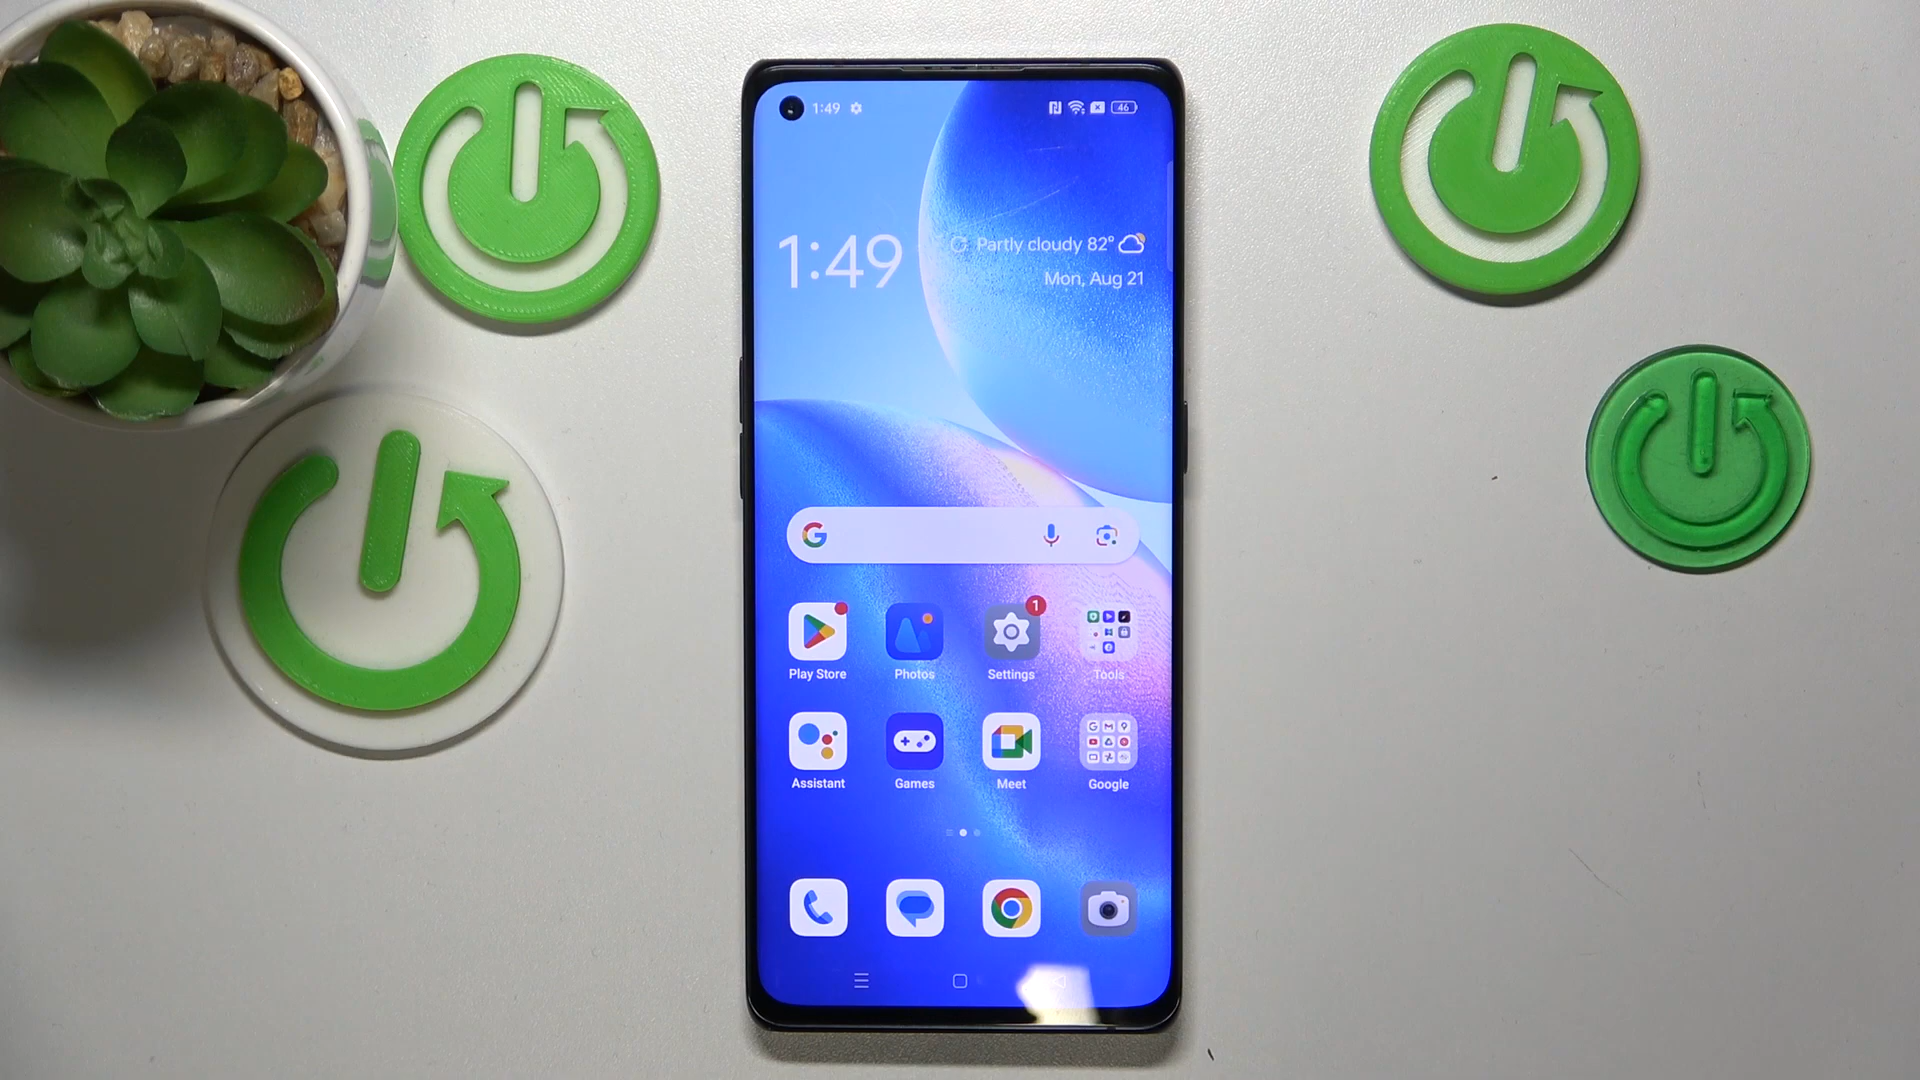 1:49
46
1:49
Partly cloudy 82°
Mon, Aug 21
1
Play Store
Photos
Settings
Tools
Assistant
Games
Meet
Google